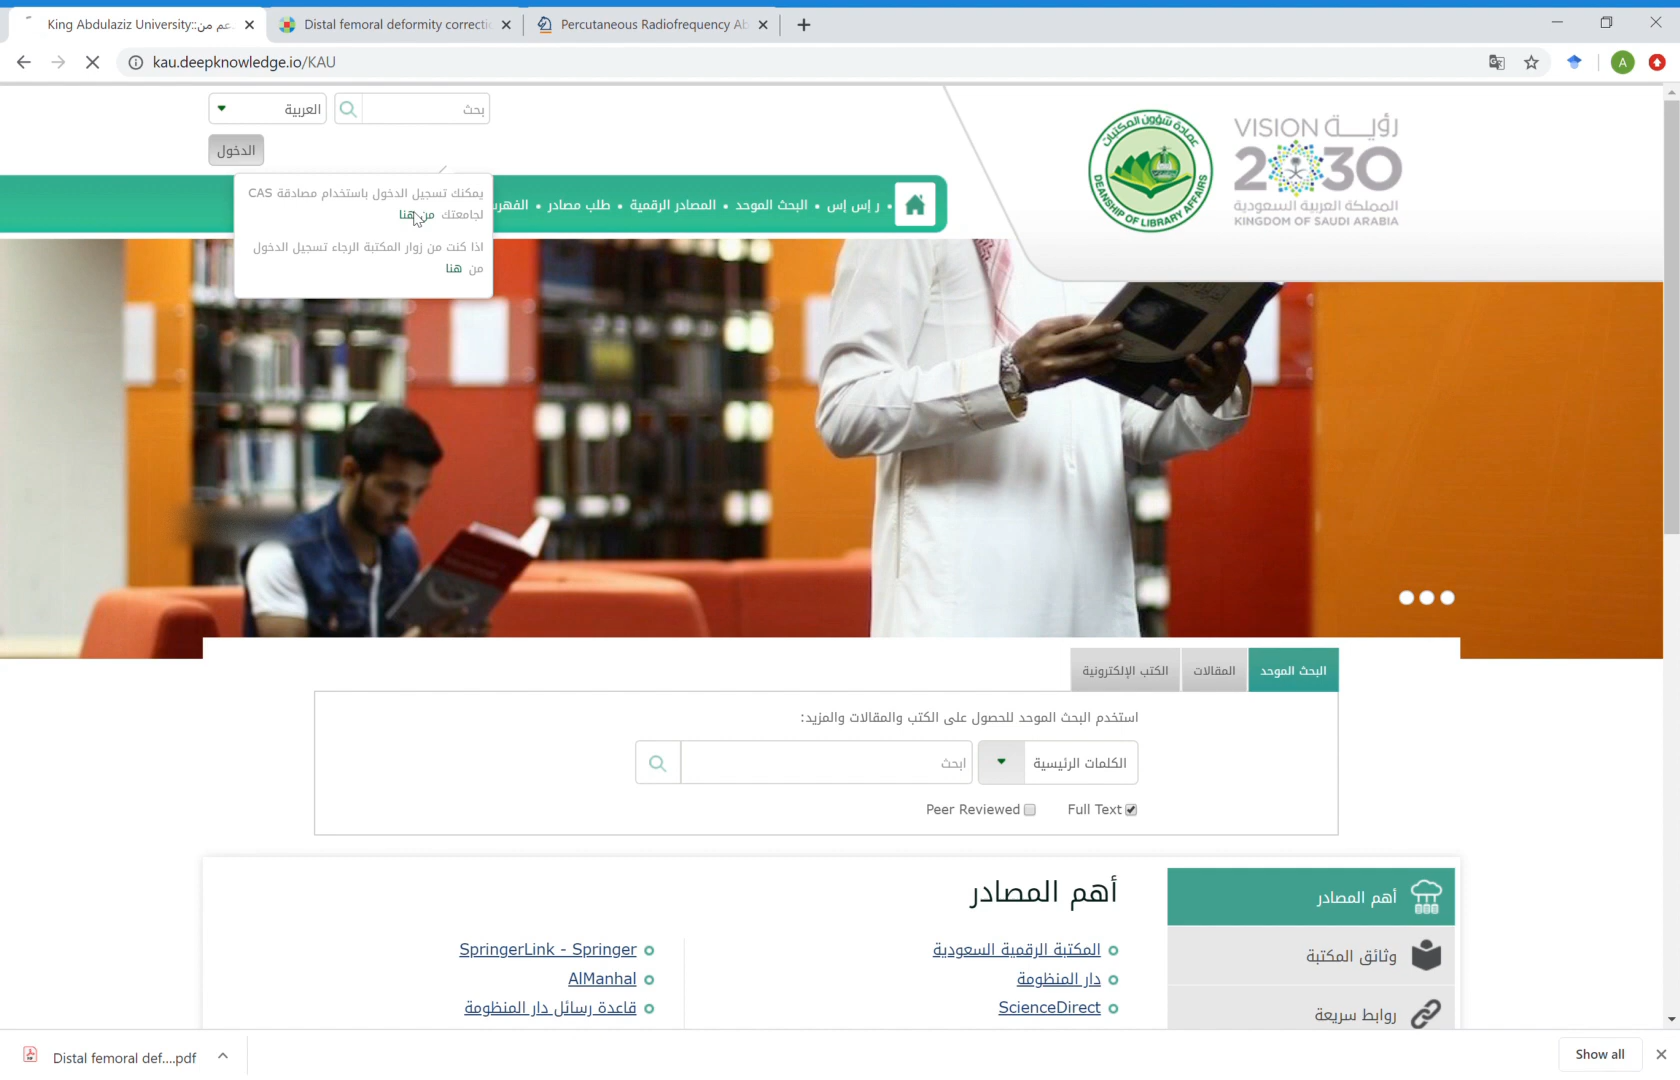 King Abdulaziz University::عم من
Distal femoral deformity correctio
Percutaneous Radiofrequency Ab
kau.deepknowledge.io/KAU
A
العربية
بحث
الدخول
يمكنك تسجيل الدخول باستخدام مصادقة CAS
لجامعتك من هنا
اذا كنت من زوار المكتبة الرجاء تسجيل الدخول
من هنا
ر إس إس • البحث الموحد • المصادر الرقمية • طلب مصادر • الفهر
عمادة شؤون المكتبات
DEANSHIP OF LIBRARY AFFAIRS
VISION رؤيـــة
2030
المملكة العربية السعودية
KINGDOM OF SAUDI ARABIA
البحث الموحد
المقالات
الكتب الإلكترونية
استخدم البحث الموحد للحصول على الكتب والمقالات والمزيد:
الكلمات الرئيسية
ابحث
Full Text
Peer Reviewed
أهم المصادر
وثائق المكتبة
روابط سريعة
أهم المصادر
المكتبة الرقمية السعودية
دار المنظومة
ScienceDirect
SpringerLink - Springer
AlManhal
قاعدة رسائل دار المنظومة
Distal femoral def....pdf
Show all